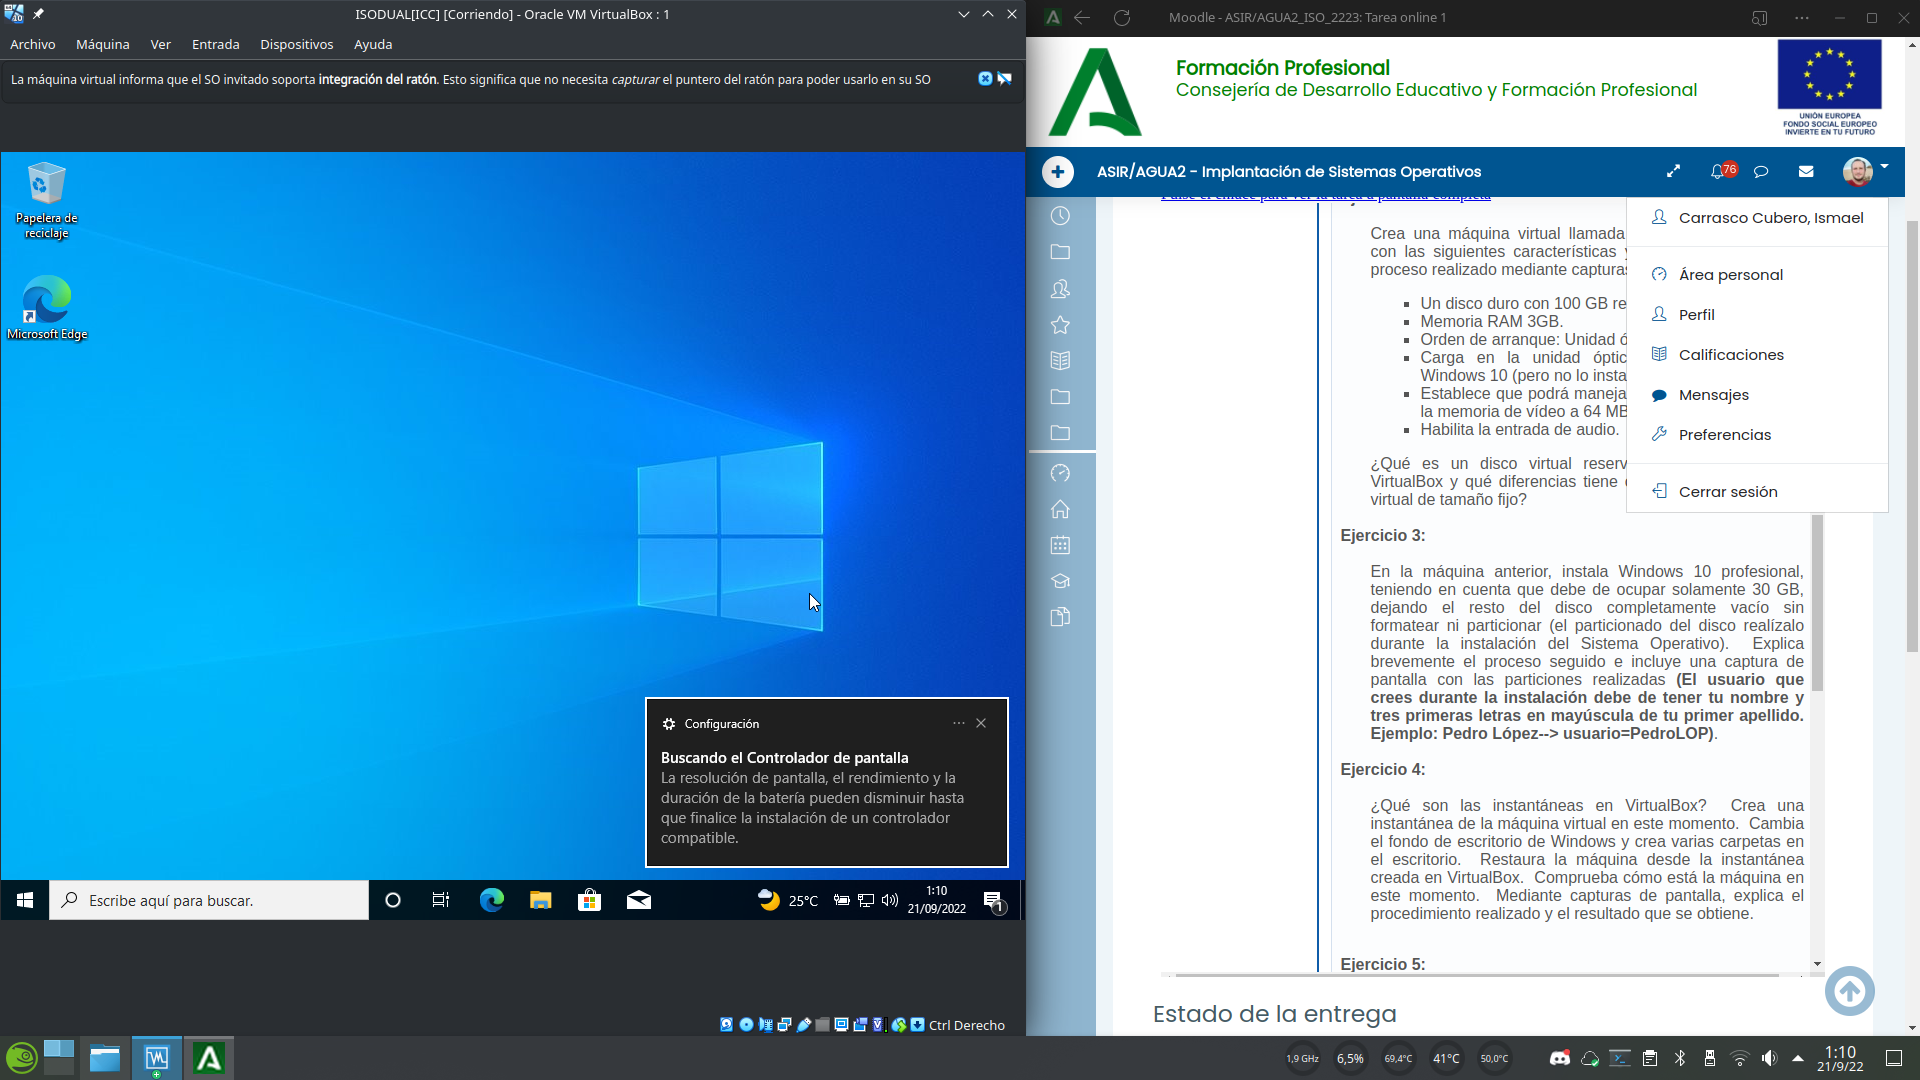 ISODUAL[ICC] [Corriendo] - Oracle VM VirtualBox : 1
Archivo Máquina Ver Entrada Dispositivos Ayuda
La máquina virtual informa que el SO invitado soporta integración del ratón. Esto significa que no necesita capturar el puntero del ratón para poder usarlo en su SO
Papelera de
reciclaje
Microsoft Edge
Configuración
Buscando el Controlador de pantalla
La resolución de pantalla, el rendimiento y la
duración de la batería pueden disminuir hasta
que finalice la instalación de un controlador
compatible.
Escribe aquí para buscar.
25°C
1:10
21/09/2022
1
Ctrl Derecho
Moodle - ASIR/AGUA2_ISO_2223: Tarea online 1
Formación Profesional
Consejería de Desarrollo Educativo y Formación Profesional
UNIÓN EUROPEA
FONDO SOCIAL EUROPEO
INVIERTE EN TU FUTURO
ASIR/AGUA2 - Implantación de Sistemas Operativos
76
Pulse el enlace para ver la tarea a pantalla completa
Carrasco Cubero, Ismael
Área personal
Perfil
Calificaciones
Mensajes
Preferencias
Cerrar sesión
Crea una máquina virtual llamada
con las siguientes características y
proceso realizado mediante capturas
Un disco duro con 100 GB re
Memoria RAM 3GB.
Orden de arranque: Unidad ó
Carga en la unidad óptic
Windows 10 (pero no lo insta
Establece que podrá maneja
la memoria de vídeo a 64 MB
Habilita la entrada de audio.
¿Qué es un disco virtual reserv
VirtualBox y qué diferencias tiene
virtual de tamaño fijo?
Ejercicio 3:
En la máquina anterior, instala Windows 10 profesional,
teniendo en cuenta que debe de ocupar solamente 30 GB,
dejando el resto del disco completamente vacío sin
formatear ni particionar (el particionado del disco realízalo
durante la instalación del Sistema Operativo). Explica
brevemente el proceso seguido e incluye una captura de
pantalla con las particiones realizadas (El usuario que
crees durante la instalación debe de tener tu nombre y
tres primeras letras en mayúscula de tu primer apellido.
Ejemplo: Pedro López--> usuario=PedroLOP).
Ejercicio 4:
¿Qué son las instantáneas en VirtualBox? Crea una
instantánea de la máquina virtual en este momento. Cambia
el fondo de escritorio de Windows y crea varias carpetas en
el escritorio. Restaura la máquina desde la instantánea
creada en VirtualBox. Comprueba cómo está la máquina en
este momento. Mediante capturas de pantalla, explica el
procedimiento realizado y el resultado que se obtiene.
Ejercicio 5:
Estado de la entrega
1,9 GHz
6,5%
69,4°C
41°C
50,0°C
1:10
21/9/22